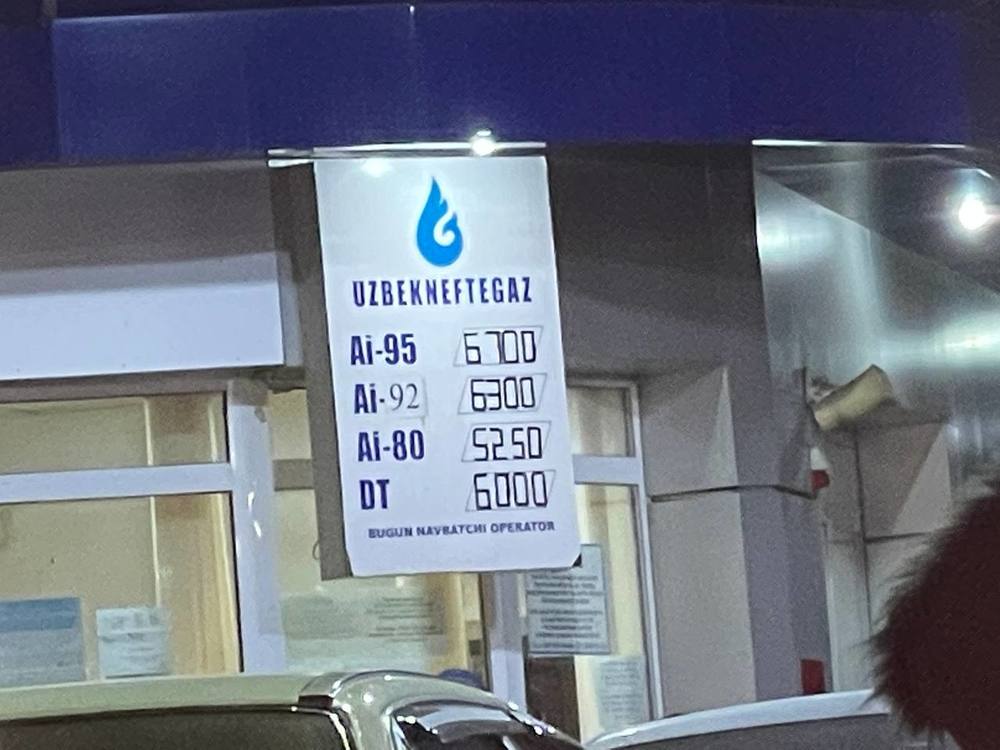 UZBEKNEFTEGAZ
Ai-95 6700
Ai-92 6300
Ai-80 5250
DT 6000
BUGUN NAVBATCHI OPERATOR